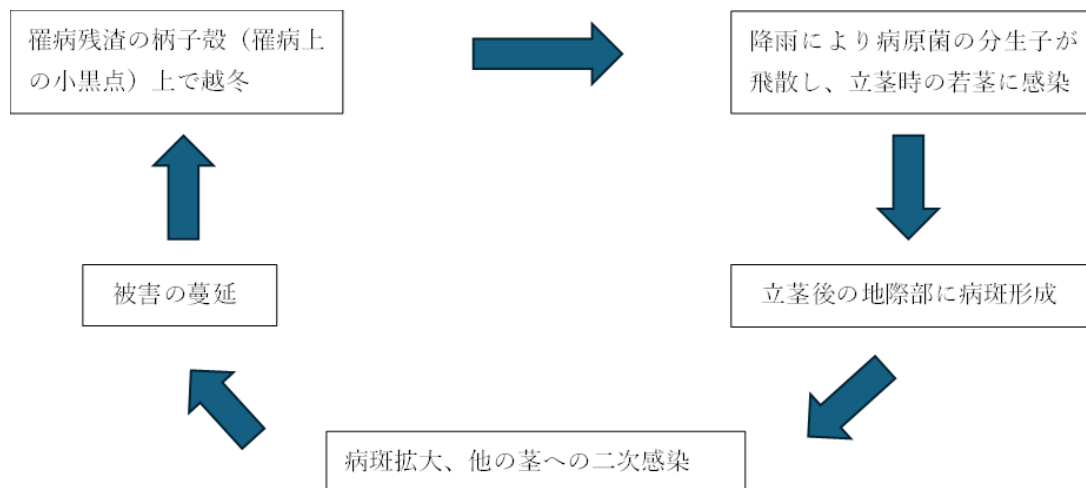 罹病残渣の柄子殻（罹病上
の小黒点）上で越冬
降雨により病原菌の分生子が
飛散し、立茎時の若茎に感染
立茎後の地際部に病斑形成
病斑拡大、他の茎への二次感染
被害の蔓延